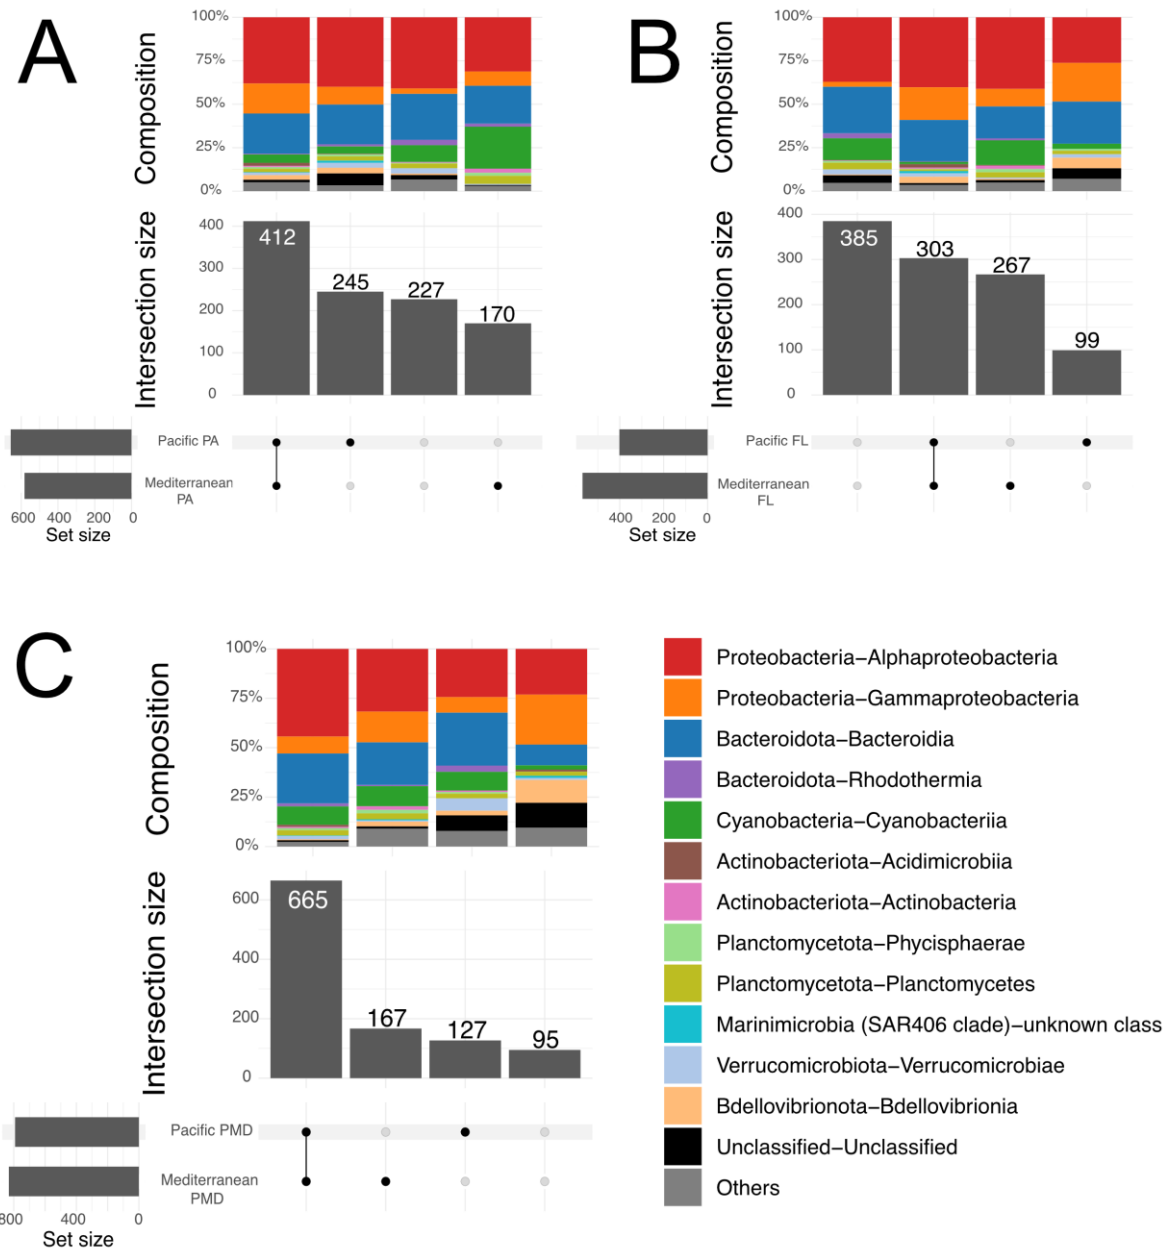 A
Composition
100%
75%
50%
25%
0%
Intersection size
400
300
200
100
0
412
245
227
170
Pacific PA
Mediterranean
PA
600 400 200 0
Set size
B
Composition
100%
75%
50%
25%
0%
Intersection size
400
300
200
100
0
385
303
267
99
Pacific FL
Mediterranean
FL
400 200 0
Set size
C
Composition
100%
75%
50%
25%
0%
Intersection size
600
400
200
0
665
167
127
95
Pacific PMD
Mediterranean
PMD
800 400 0
Set size
Proteobacteria–Alphaproteobacteria
Proteobacteria–Gammaproteobacteria
Bacteroidota–Bacteroidia
Bacteroidota–Rhodothermia
Cyanobacteria–Cyanobacteriia
Actinobacteriota–Acidimicrobiia
Actinobacteriota–Actinobacteria
Planctomycetota–Phycisphaerae
Planctomycetota–Planctomycetes
Marinimicrobia (SAR406 clade)–unknown class
Verrucomicrobiota–Verrucomicrobiae
Bdellovibrionota–Bdellovibrionia
Unclassified–Unclassified
Others